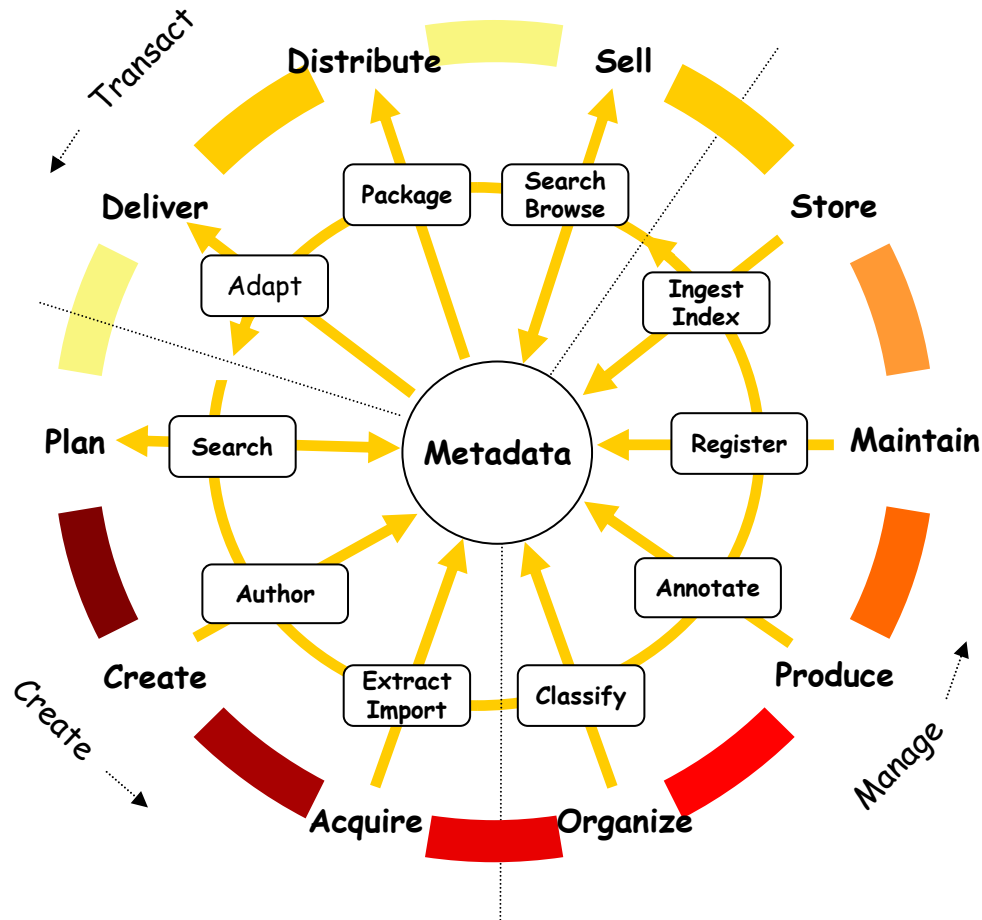 Transact
Distribute
Sell
Package
Search
Browse
Deliver
Store
Adapt
Ingest
Index
Plan
Search
Metadata
Register
Maintain
Author
Annotate
Create
Produce
Create
Extract
Import
Classify
Manage
Acquire
Organize